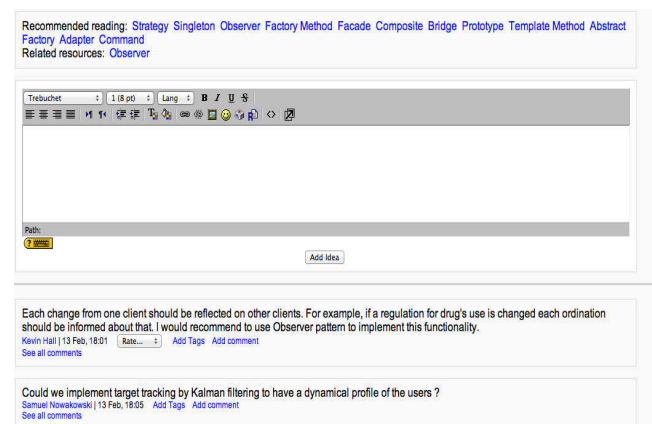 Recommended reading: Strategy Singleton Observer Factory Method Facade Composite Bridge Prototype Template Method Abstract
Factory Adapter Command
Related resources: Observer
Trebuchet 1 (8 pt) Lang B I U S
Path:
?
Add Idea
Each change from one client should be reflected on other clients. For example, if a regulation for drug's use is changed each ordination
should be informed about that. I would recommend to use Observer pattern to implement this functionality.
Kevin Hall | 13 Feb, 18:01 Rate... Add Tags Add comment
See all comments
Could we implement target tracking by Kalman filtering to have a dynamical profile of the users ?
Samuel Nowakowski | 13 Feb, 18:05 Add Tags Add comment
See all comments